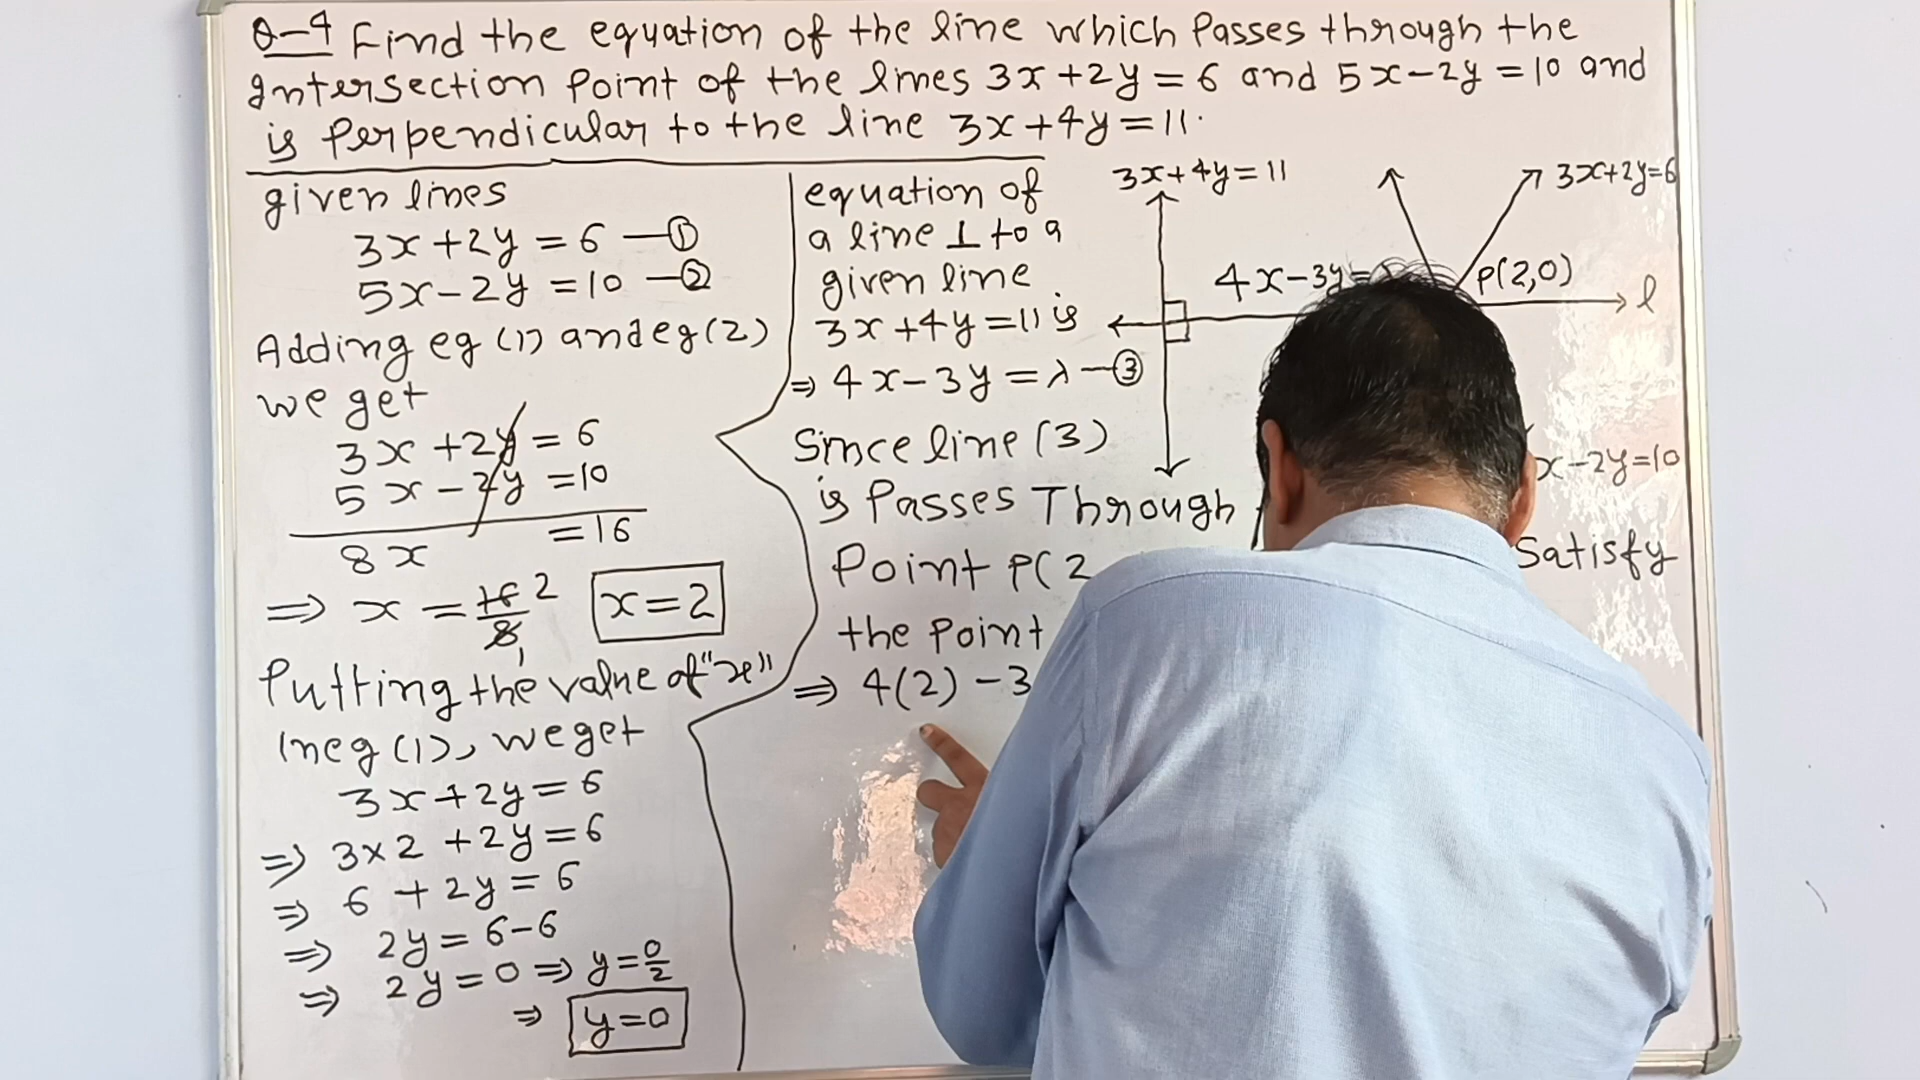 Q-4 Find the equation of the line which Passes through the
Intersection Point of the lines 3x+2y=6 and 5x-2y=10 and
is Perpendicular to the line 3x+4y=11.
given lines
3x+2y=6 —①
5x-2y=10 —②
Adding eq (1) and eq (2)
we get
3x+2y=6
5x-2y=10
8x =16
⇒ x = 16/8 2 1 x=2
Putting the value of "x"
In eq (1), we get
3x+2y=6
⇒ 3×2+2y=6
⇒ 6+2y=6
⇒ 2y=6-6
⇒ 2y=0 ⇒ y=0/2
⇒ y=0
equation of
a line ⊥ to a
given line
3x+4y=11 is
⇒ 4x-3y=λ —③
Since line (3)
is Passes Through
Point P(2
Satisfy
the Point
⇒ 4(2)-3
3x+4y=11
3x+2y=6
4x-3y=
P(2,0)
l
x-2y=10